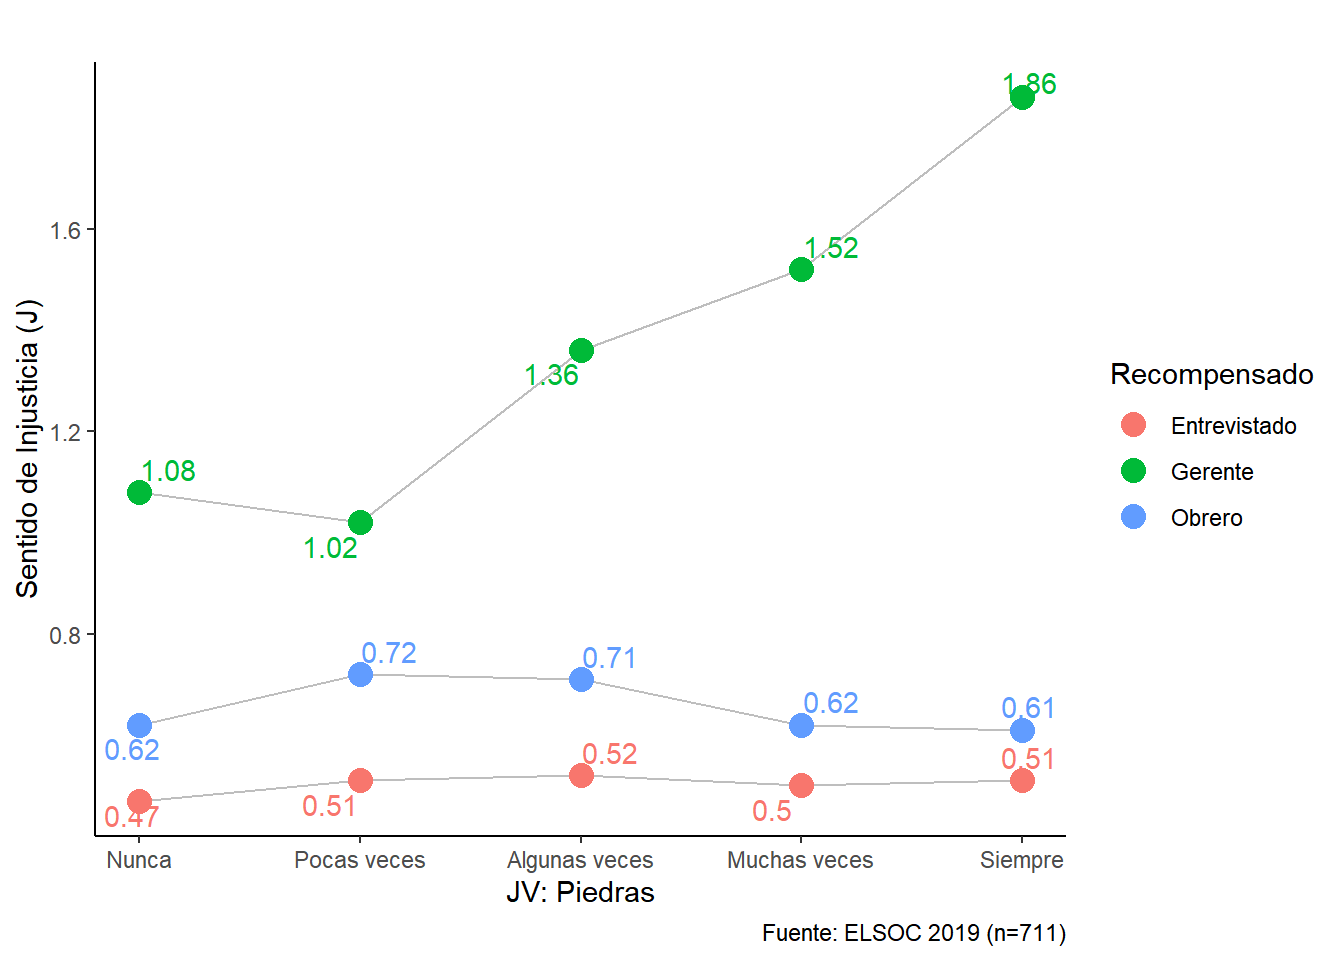 1.86
1.6
1.52
1.36
1.2
1.08
1.02
0.8
0.72
0.71
0.62
0.62
0.61
0.51
0.52
0.51
0.5
0.47
Sentido de Injusticia (J)
Nunca Pocas veces Algunas veces Muchas veces Siempre
JV: Piedras
Fuente: ELSOC 2019 (n=711)
Recompensado
Entrevistado
Gerente
Obrero